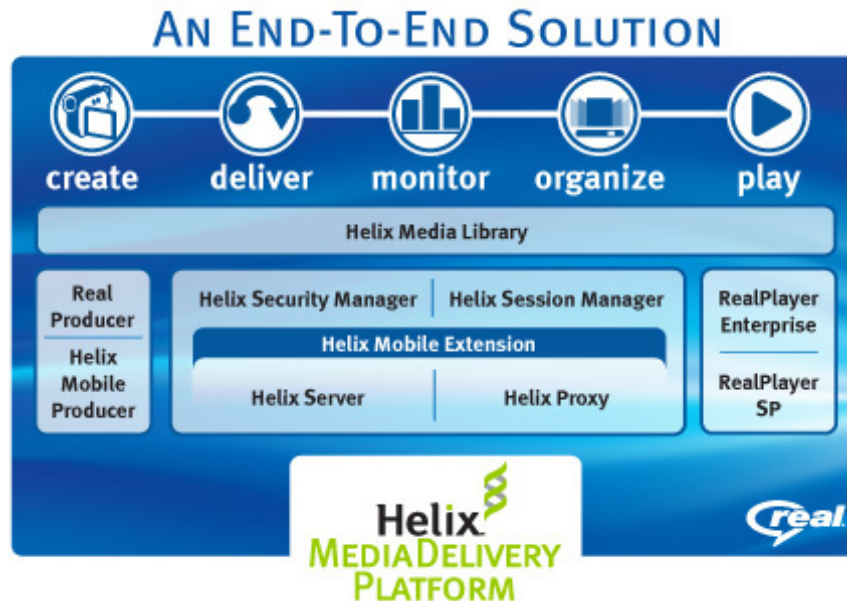 AN END-TO-END SOLUTION
create
deliver
monitor
organize
play
Helix Media Library
Real
Producer
Helix
Mobile
Producer
Helix Security Manager
Helix Session Manager
Helix Mobile Extension
Helix Server
Helix Proxy
RealPlayer
Enterprise
RealPlayer
SP
Helix
MEDIADELIVERY
PLATFORM
real